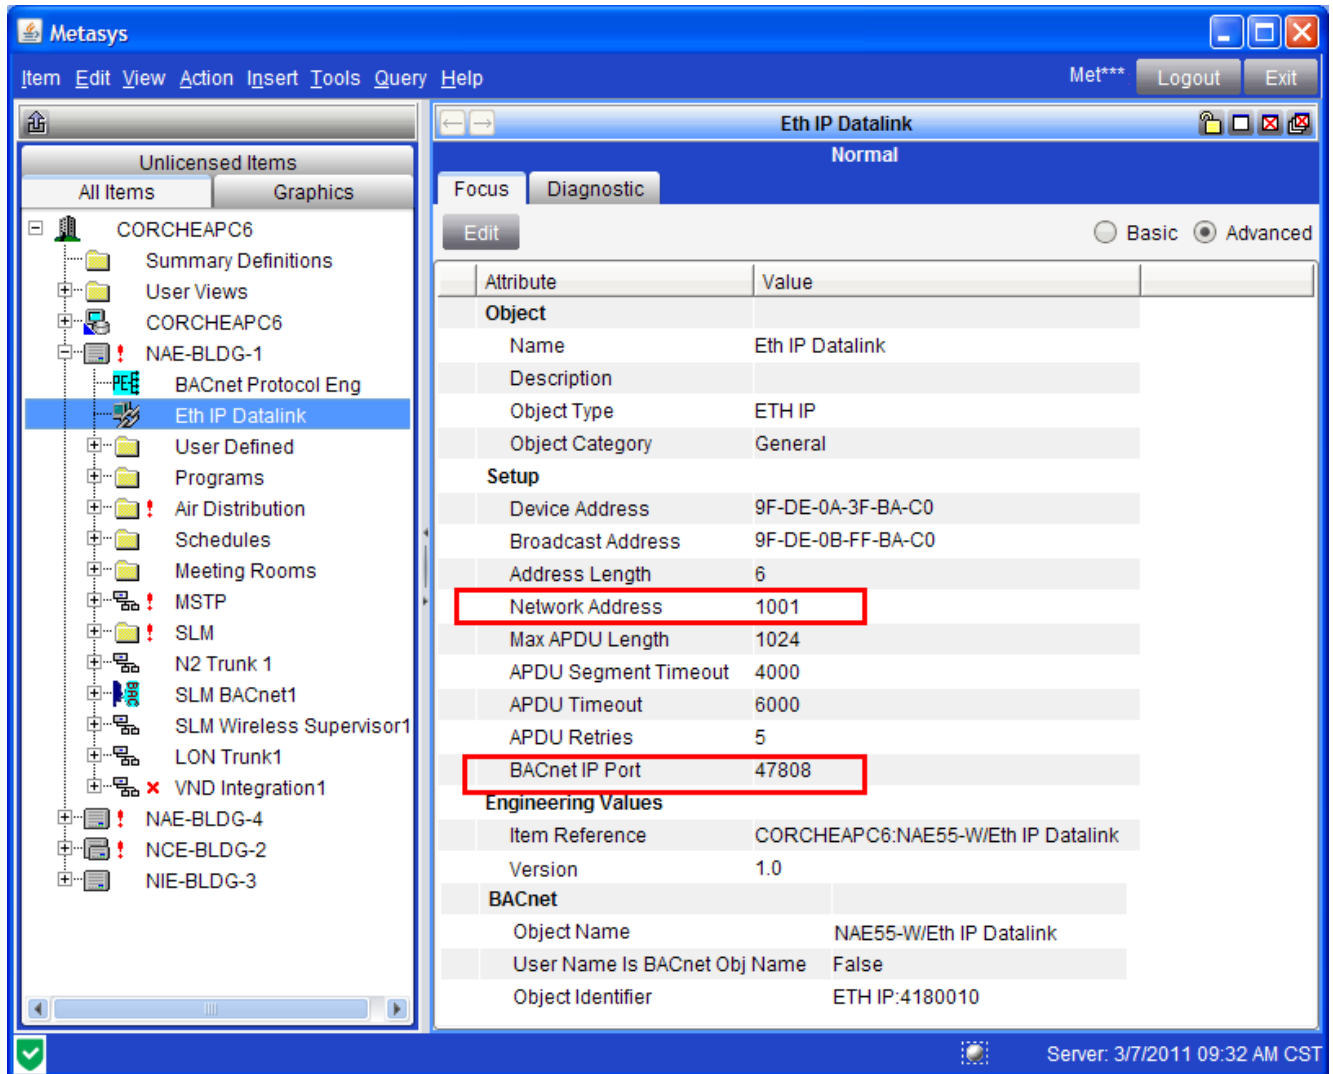 Metasys
Item Edit View Action Insert Tools Query Help
Met***
Logout
Exit
Unlicensed Items
All Items
Graphics
CORCHEAPC6
Summary Definitions
User Views
CORCHEAPC6
NAE-BLDG-1
BACnet Protocol Eng
Eth IP Datalink
User Defined
Programs
Air Distribution
Schedules
Meeting Rooms
MSTP
SLM
N2 Trunk 1
SLM BACnet1
SLM Wireless Supervisor1
LON Trunk1
VND Integration1
NAE-BLDG-4
NCE-BLDG-2
NIE-BLDG-3
Eth IP Datalink
Normal
Focus
Diagnostic
Edit
Basic
Advanced
Attribute Value
Object
Name Eth IP Datalink
Description
Object Type ETH IP
Object Category General
Setup
Device Address 9F-DE-0A-3F-BA-C0
Broadcast Address 9F-DE-0B-FF-BA-C0
Address Length 6
Network Address 1001
Max APDU Length 1024
APDU Segment Timeout 4000
APDU Timeout 6000
APDU Retries 5
BACnet IP Port 47808
Engineering Values
Item Reference CORCHEAPC6:NAE55-W/Eth IP Datalink
Version 1.0
BACnet
Object Name NAE55-W/Eth IP Datalink
User Name Is BACnet Obj Name False
Object Identifier ETH IP:4180010
Server: 3/7/2011 09:32 AM CST